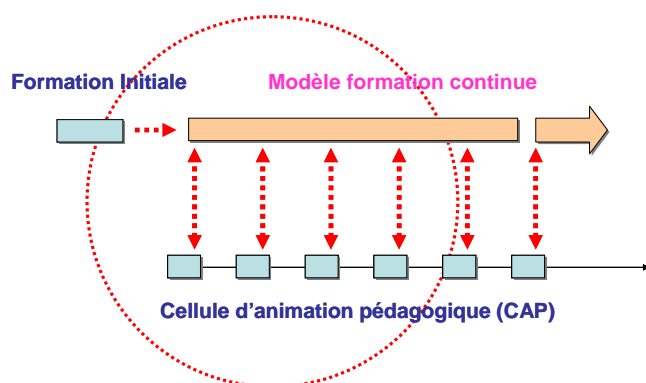 Formation Initiale
Modèle formation continue
Cellule d'animation pédagogique (CAP)